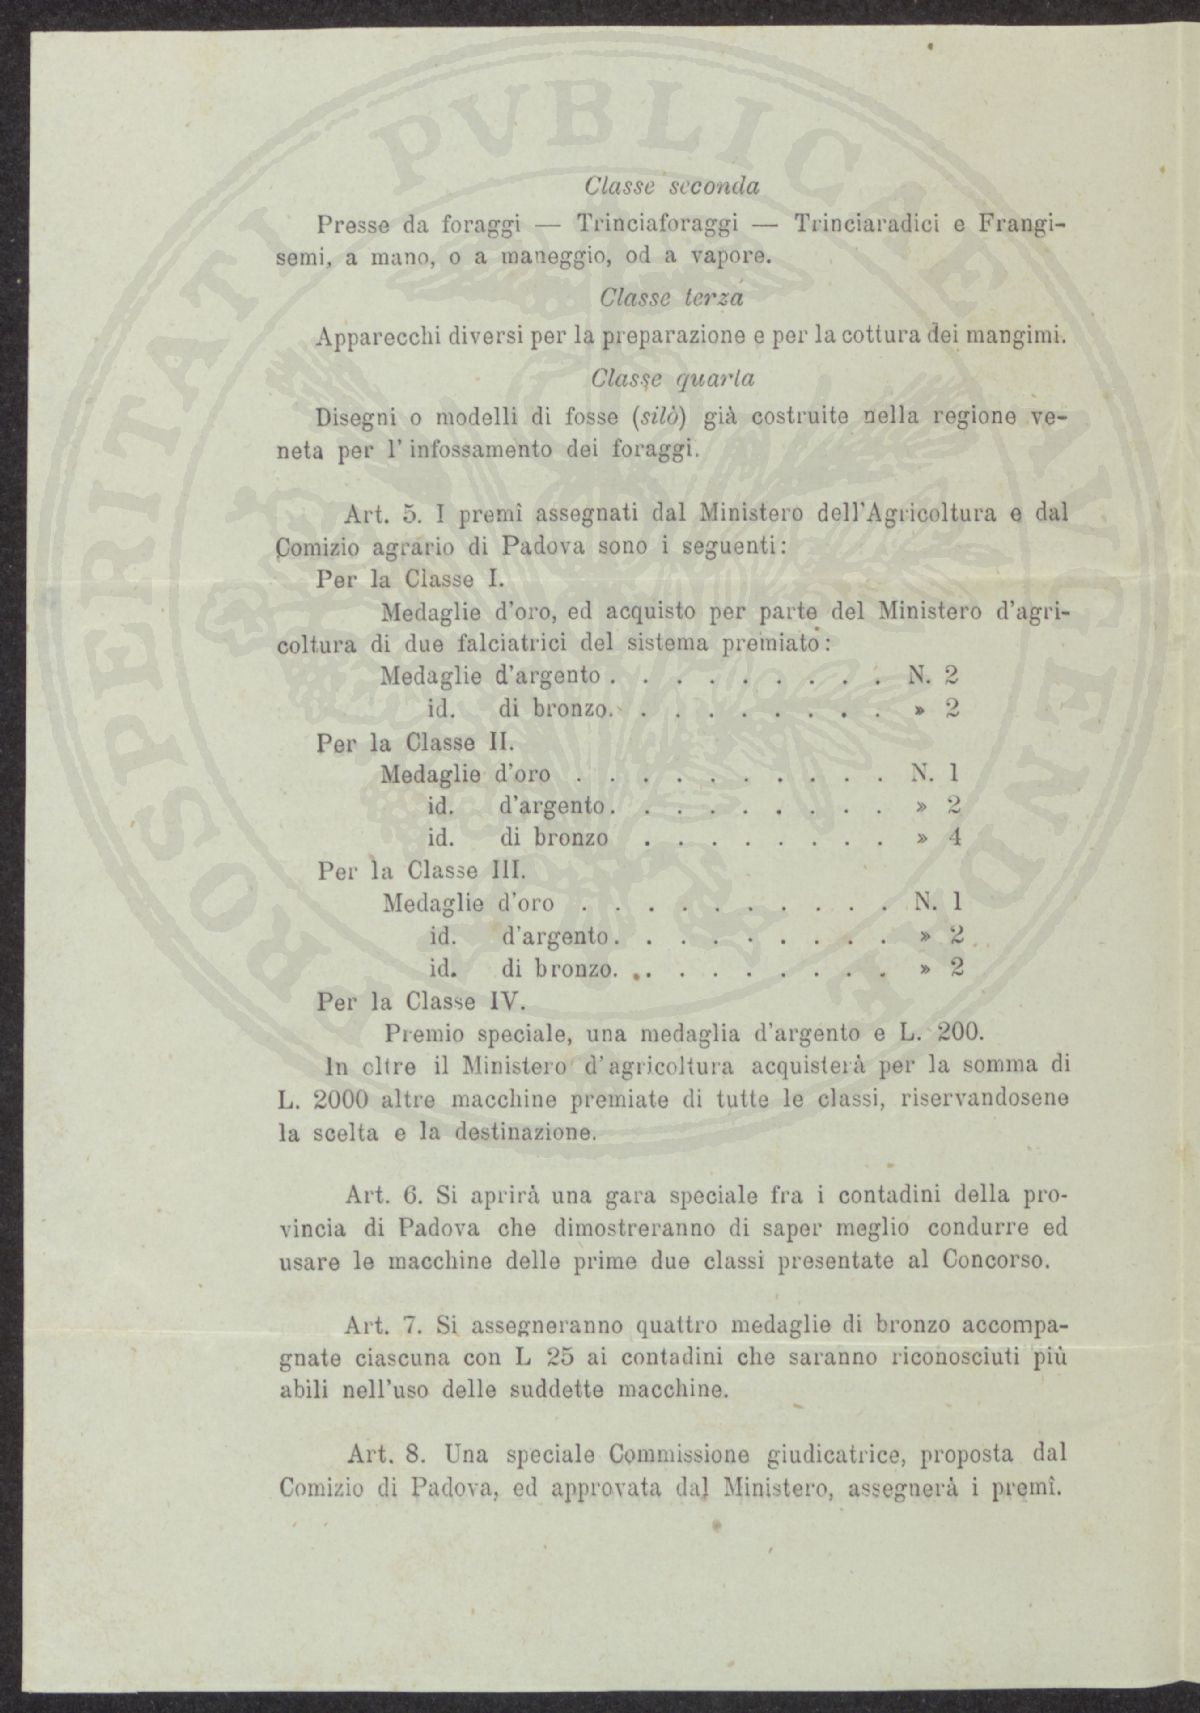 Classe seconda
Presse da foraggi — Trinciaforaggi — Trinciaradici e Frangi-
semi, a mano, o a maneggio, od a vapore.
Classe terza
Apparecchi diversi per la preparazione e per la cottura dei mangimi.
Classe quarta
Disegni o modelli di fosse (silò) già costruite nella regione ve-
neta per l' infossamento dei foraggi.
Art. 5. I premî assegnati dal Ministero dell'Agricoltura e dal
Comizio agrario di Padova sono i seguenti:
Per la Classe I.
Medaglie d'oro, ed acquisto per parte del Ministero d'agri-
coltura di due falciatrici del sistema premiato:
Medaglie d'argento . . . . . . . . . N. 2
id. di bronzo. . . . . . . . . » 2
Per la Classe II.
Medaglie d'oro . . . . . . . . . . N. 1
id. d'argento. . . . . . . . . » 2
id. di bronzo . . . . . . . . » 4
Per la Classe III.
Medaglie d'oro . . . . . . . . . . N. 1
id. d'argento. . . . . . . . . » 2
id. di bronzo. . . . . . . . . » 2
Per la Classe IV.
Premio speciale, una medaglia d'argento e L. 200.
In oltre il Ministero d'agricoltura acquisterà per la somma di
L. 2000 altre macchine premiate di tutte le classi, riservandosene
la scelta e la destinazione.
Art. 6. Si aprirà una gara speciale fra i contadini della pro-
vincia di Padova che dimostreranno di saper meglio condurre ed
usare le macchine delle prime due classi presentate al Concorso.
Art. 7. Si assegneranno quattro medaglie di bronzo accompa-
gnate ciascuna con L 25 ai contadini che saranno riconosciuti più
abili nell'uso delle suddette macchine.
Art. 8. Una speciale Commissione giudicatrice, proposta dal
Comizio di Padova, ed approvata dal Ministero, assegnerà i premî.
PROSPERITATI PVBLICAE AVGENDAE